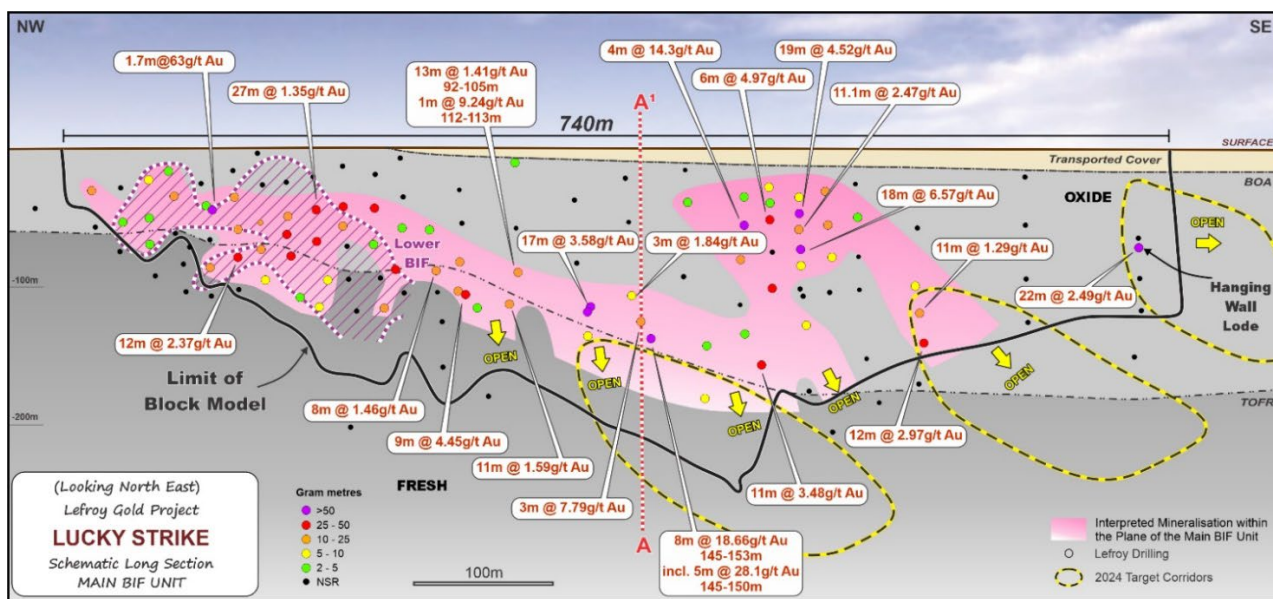 NW
SE
1.7m@63g/t Au
27m @ 1.35g/t Au
13m @ 1.41g/t Au
92-105m
1m @ 9.24g/t Au
112-113m
A¹
4m @ 14.3g/t Au
6m @ 4.97g/t Au
19m @ 4.52g/t Au
11.1m @ 2.47g/t Au
740m
SURFACE
Transported Cover
BOA
OXIDE
18m @ 6.57g/t Au
OPEN
Lower
BIF
17m @ 3.58g/t Au
3m @ 1.84g/t Au
11m @ 1.29g/t Au
-100m
22m @ 2.49g/t Au
Hanging
Wall
Lode
12m @ 2.37g/t Au
Limit of
Block Model
OPEN
OPEN
OPEN
OPEN
OPEN
8m @ 1.46g/t Au
9m @ 4.45g/t Au
11m @ 1.59g/t Au
3m @ 7.79g/t Au
-200m
TOFR
12m @ 2.97g/t Au
11m @ 3.48g/t Au
FRESH
A
8m @ 18.66g/t Au
145-153m
incl. 5m @ 28.1g/t Au
145-150m
(Looking North East)
Lefroy Gold Project
LUCKY STRIKE
Schematic Long Section
MAIN BIF UNIT
Gram metres
>50
25 - 50
10 - 25
5 - 10
2 - 5
NSR
100m
Interpreted Mineralisation within
the Plane of the Main BIF Unit
Lefroy Drilling
2024 Target Corridors